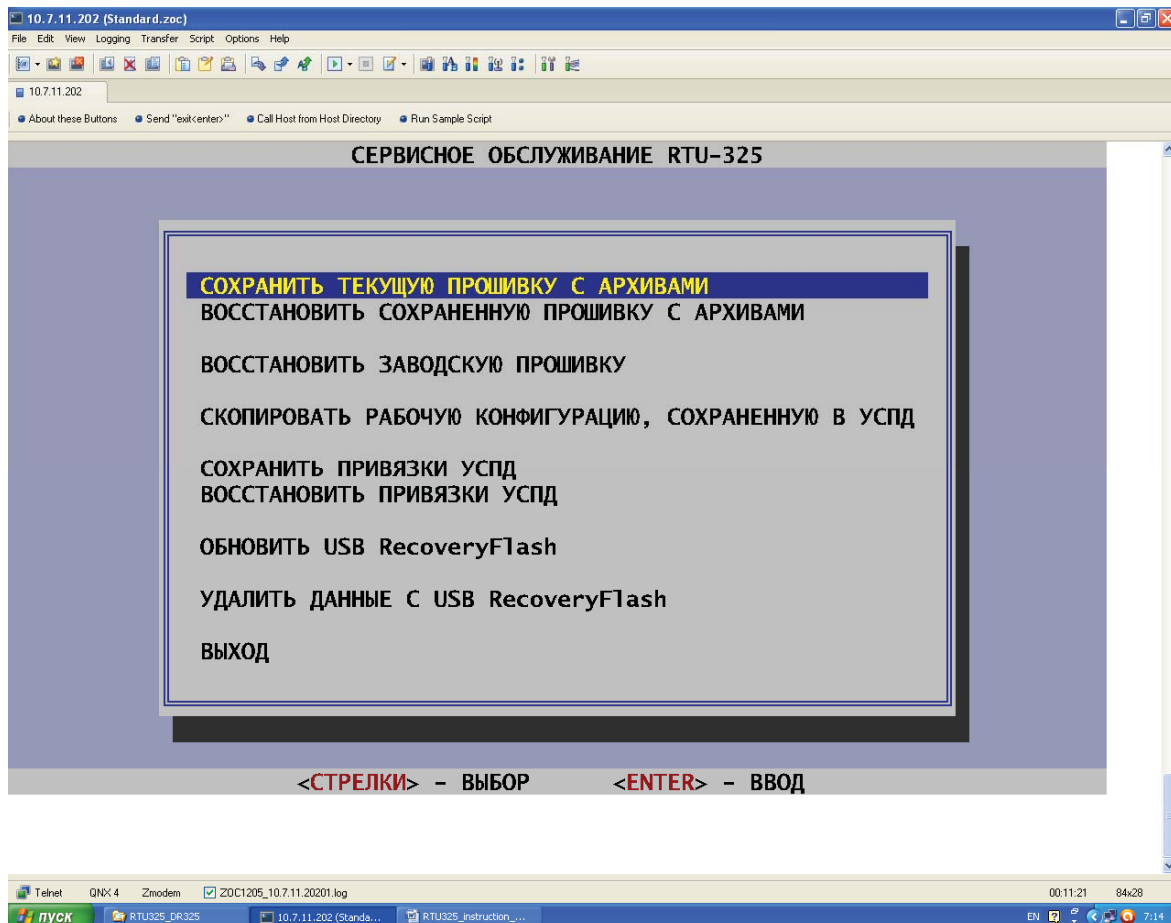 10.7.11.202 (Standard.zoc)
File Edit View Logging Transfer Script Options Help
10.7.11.202
About these Buttons Send "exit<enter>" Call Host from Host Directory Run Sample Script
СЕРВИСНОЕ ОБСЛУЖИВАНИЕ RTU-325
СОХРАНИТЬ ТЕКУЩУЮ ПРОШИВКУ С АРХИВАМИ
ВОССТАНОВИТЬ СОХРАНЕННУЮ ПРОШИВКУ С АРХИВАМИ
ВОССТАНОВИТЬ ЗАВОДСКУЮ ПРОШИВКУ
СКОПИРОВАТЬ РАБОЧУЮ КОНФИГУРАЦИЮ, СОХРАНЕННУЮ В УСПД
СОХРАНИТЬ ПРИВЯЗКИ УСПД
ВОССТАНОВИТЬ ПРИВЯЗКИ УСПД
ОБНОВИТЬ USB RecoveryFlash
УДАЛИТЬ ДАННЫЕ С USB RecoveryFlash
ВЫХОД
<СТРЕЛКИ> - ВЫБОР <ENTER> - ВВОД
Telnet QNX 4 Zmodem ZOC1205_10.7.11.20201.log 00:11:21 84x28
пуск RTU325_DR325 10.7.11.202 (Standa... RTU325_instruction_... EN 7:14